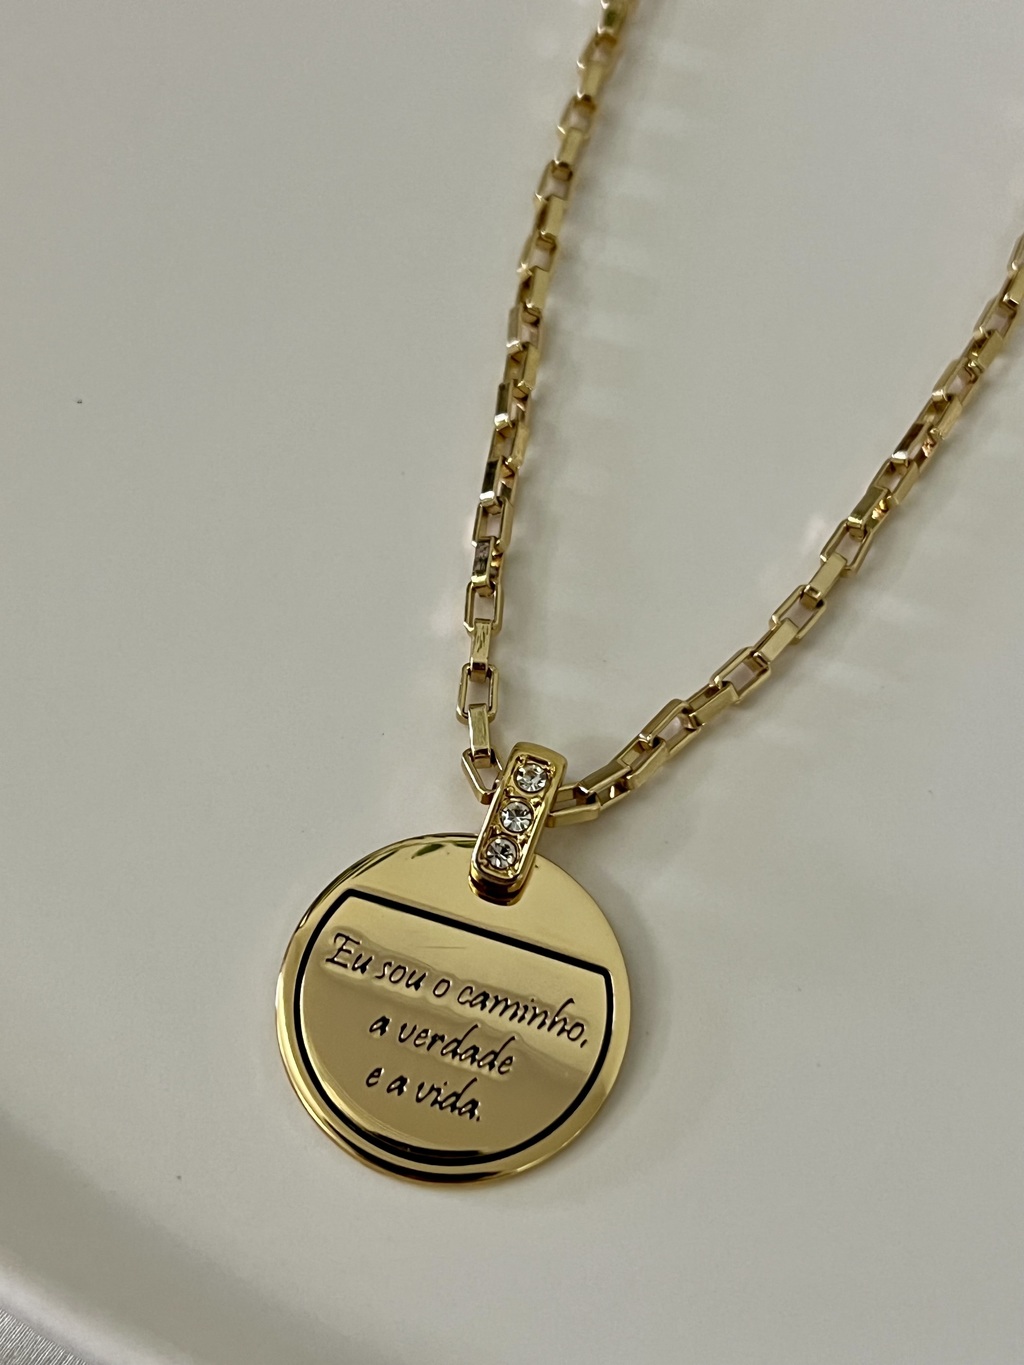 Eu sou o caminho,
a verdade
e a vida.